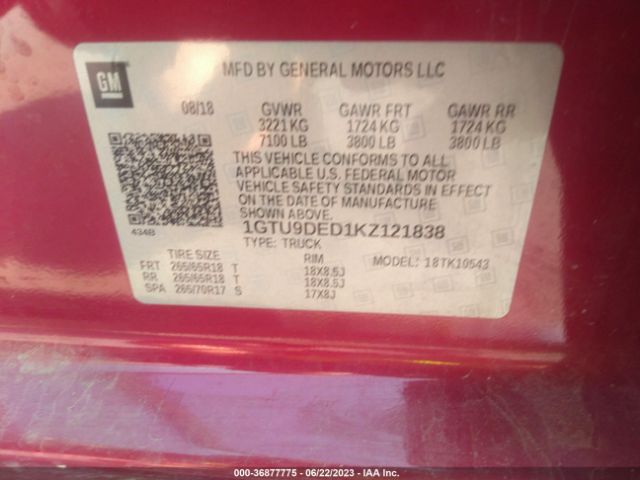 GM
MFD BY GENERAL MOTORS LLC
08/18 GVWR GAWR FRT GAWR RR
3221 KG 1724 KG 1724 KG
7100 LB 3800 LB 3800 LB
THIS VEHICLE CONFORMS TO ALL
APPLICABLE U.S. FEDERAL MOTOR
VEHICLE SAFETY STANDARDS IN EFFECT
ON THE DATE OF MANUFACTURE
SHOWN ABOVE.
434B
1GTU9DED1KZ121838
TYPE: TRUCK
TIRE SIZE RIM MODEL: 18TK10543
FRT 265/65R18 T 18X8.5J
RR 265/65R18 T 18X8.5J
SPA 265/70R17 S 17X8J
000-36877775 - 06/22/2023 - IAA Inc.